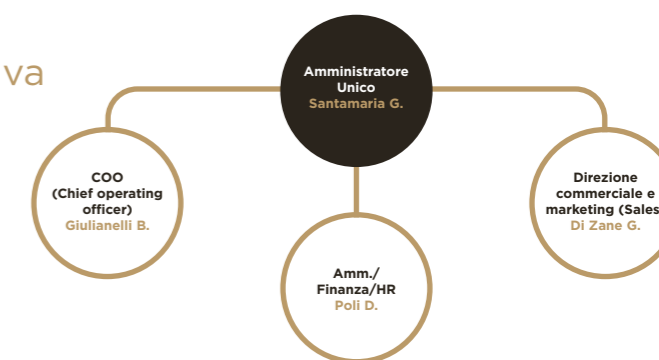 va
Amministratore
Unico
Santamaria G.
COO
(Chief operating
officer)
Giulianelli B.
Direzione
commerciale e
marketing (Sales
Di Zane G.
Amm./
Finanza/HR
Poli D.